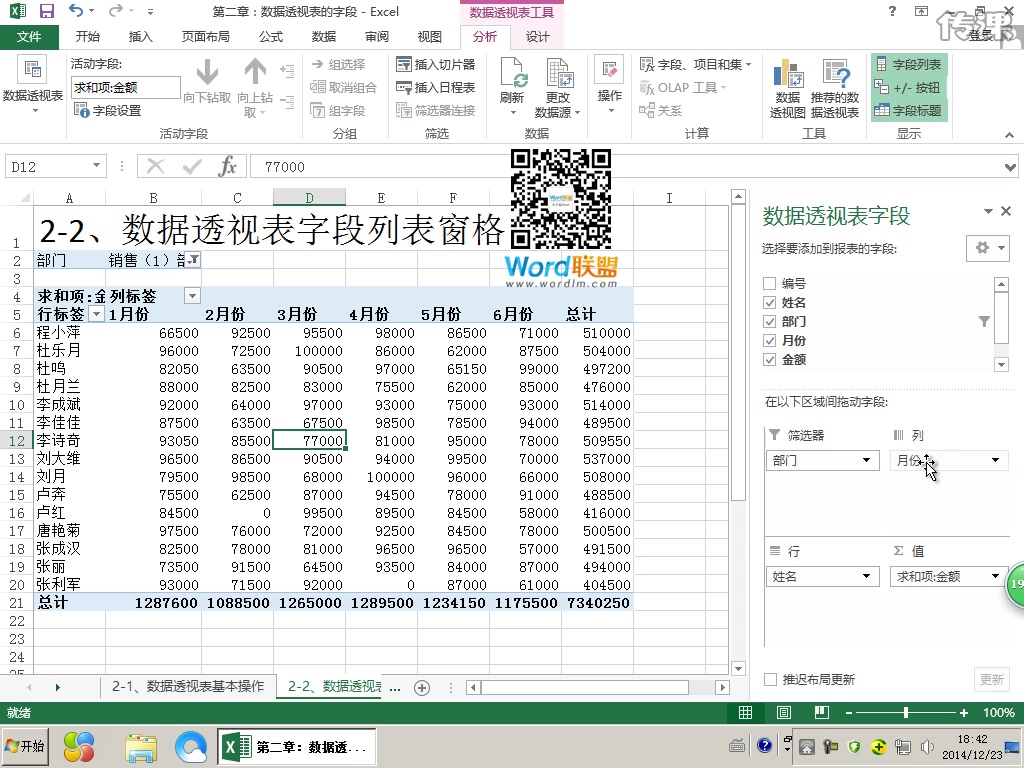 第二章：数据透视表的字段 - Excel
数据透视表工具
传课
登录
文件 开始 插入 页面布局 公式 数据 审阅 视图 分析 设计
数据透视表
活动字段:
求和项:金额
字段设置
向下钻取 向上钻取
活动字段
组选择
取消组合
组字段
分组
插入切片器
插入日程表
筛选器连接
筛选
刷新 更改数据源
数据
操作
字段、项目和集
OLAP 工具
关系
计算
数据透视图 推荐的数据透视表
工具
字段列表
+/- 按钮
字段标题
显示
D12 fx 77000
A B C D E F I
1 2-2、数据透视表字段列表窗格
Word联盟
www.wordlm.com
2 部门 销售（1）部
3
4 求和项:金 列标签
5 行标签 1月份 2月份 3月份 4月份 5月份 6月份 总计
6 程小萍 66500 92500 95500 98000 86500 71000 510000
7 杜乐月 96000 72500 100000 86000 62000 87500 504000
8 杜鸣 82050 63500 90500 97000 65150 99000 497200
9 杜月兰 88000 82500 83000 75500 62000 85000 476000
10 李成斌 92000 64000 97000 93000 75000 93000 514000
11 李佳佳 87500 63500 67500 98500 78500 94000 489500
12 李诗奇 93050 85500 77000 81000 95000 78000 509550
13 刘大维 96500 86500 90500 94000 99500 70000 537000
14 刘月 79500 98500 68000 100000 96000 66000 508000
15 卢奔 75500 62500 87000 94500 78000 91000 488500
16 卢红 84500 0 99500 89500 84500 58000 416000
17 唐艳菊 97500 76000 72000 92500 84500 78000 500500
18 张成汉 82500 78000 81000 96500 96500 57000 491500
19 张丽 73500 91500 64500 93500 84000 87000 494000
20 张利军 93000 71500 92000 0 87000 61000 404500
21 总计 1287600 1088500 1265000 1289500 1234150 1175500 7340250
22
23
24
数据透视表字段
选择要添加到报表的字段:
编号
姓名
部门
月份
金额
在以下区域间拖动字段:
筛选器 列
部门 月份
行 Σ 值
姓名 求和项:金额
19
推迟布局更新 更新
2-1、数据透视表基本操作 2-2、数据透视表 ...
就绪 100%
开始 第二章：数据透... 18:42
2014/12/23